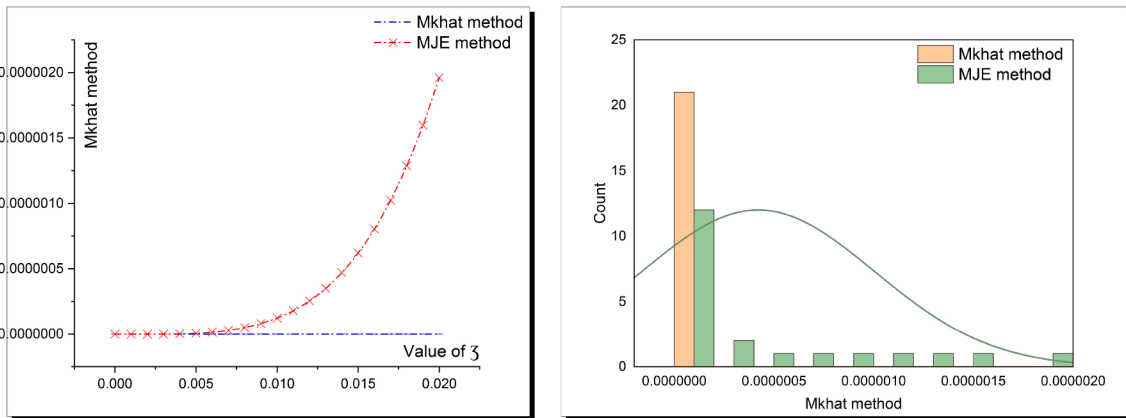 Mkhat method
MJE method
Mkhat method
0.0000020
0.0000015
0.0000010
0.0000005
0.0000000
Value of ʒ
0.000 0.005 0.010 0.015 0.020
25
20
15
10
5
0
Count
Mkhat method
MJE method
0.0000000 0.0000005 0.0000010 0.0000015 0.0000020
Mkhat method